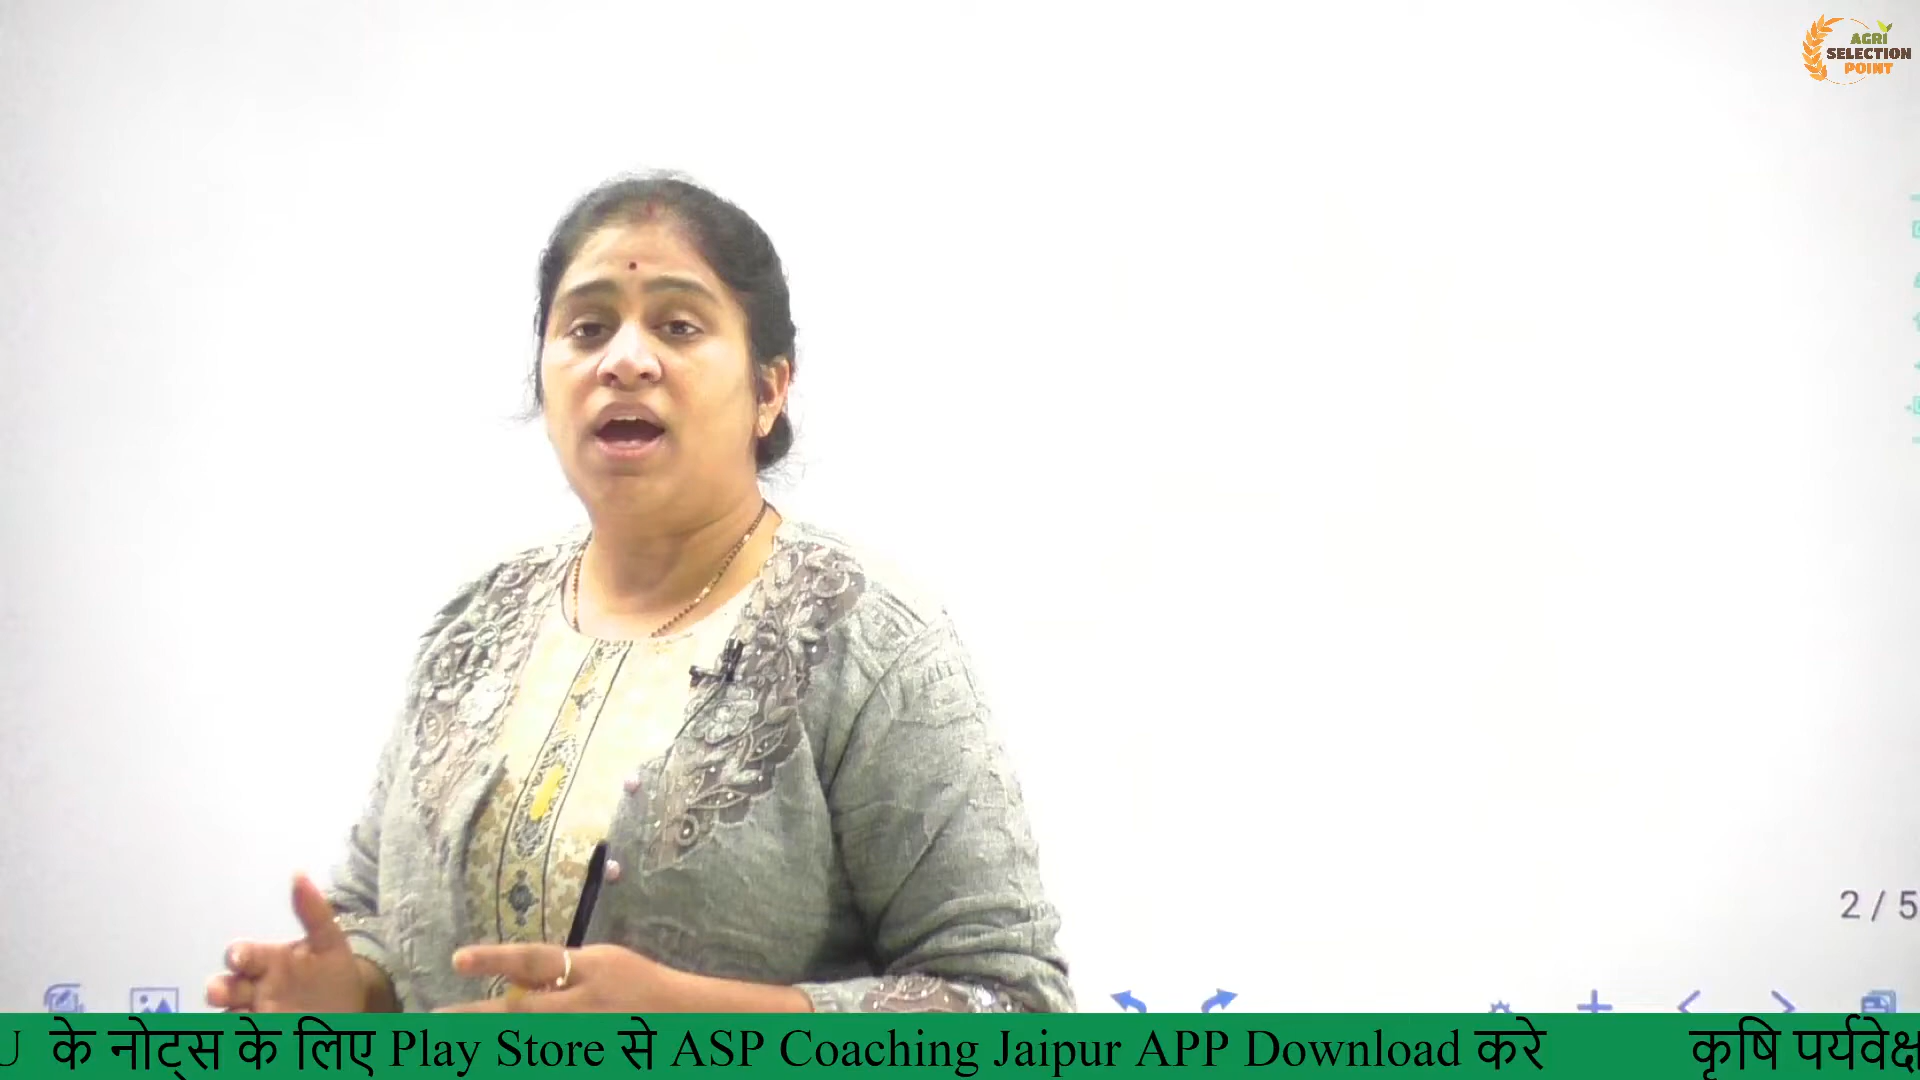 AGRI
SELECTION
POINT
2 / 5
के नोट्स के लिए Play Store से ASP Coaching Jaipur APP Download करे कृषि